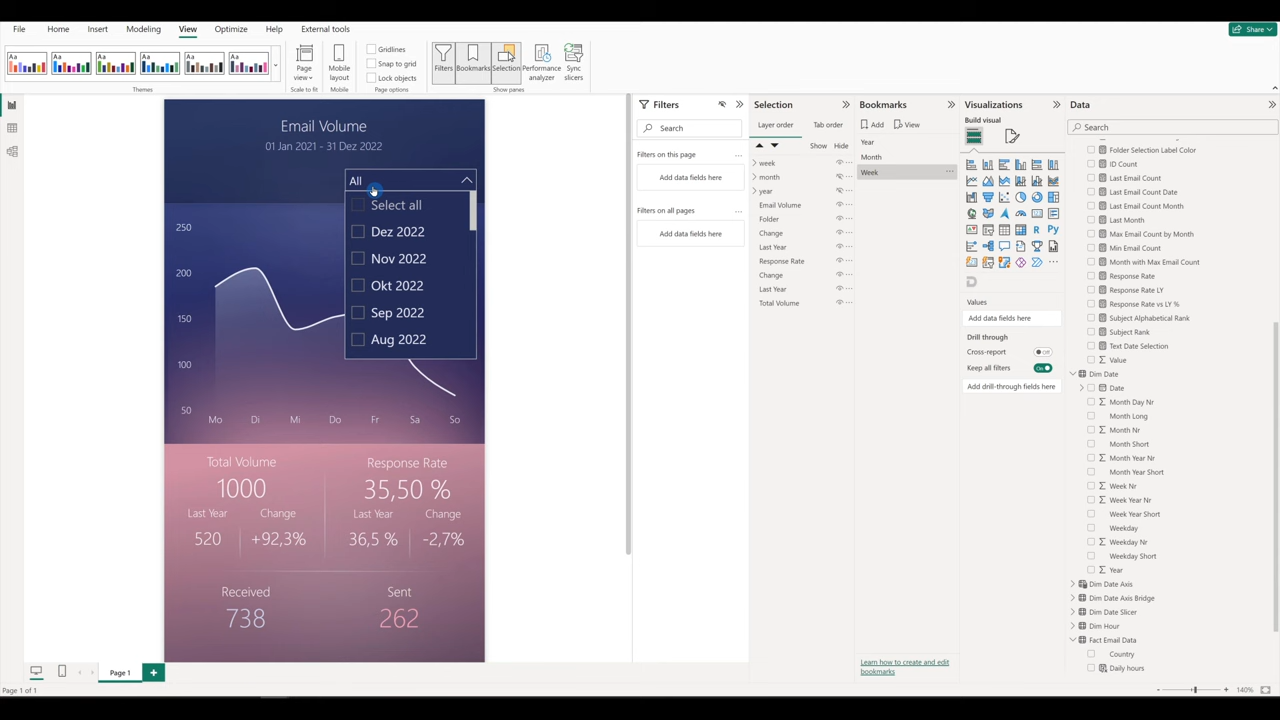 File Home Insert Modeling View Optimize Help External tools
Share
Aa Aa Aa Aa Aa Aa
Page view
Mobile layout
Gridlines
Snap to grid
Lock objects
Filters Bookmarks Selection Performance analyzer Sync slicers
Themes Scale to fit Mobile Page options Show panes
Email Volume
01 Jan 2021 - 31 Dez 2022
All
Select all
Dez 2022
Nov 2022
Okt 2022
Sep 2022
Aug 2022
250
200
150
100
50
Mo Di Mi Do Fr Sa So
Total Volume
1000
Last Year Change
520 +92,3%
Response Rate
35,50 %
Last Year Change
36,5 % -2,7%
Received
738
Sent
262
Filters
Search
Filters on this page
Add data fields here
Filters on all pages
Add data fields here
Selection
Layer order Tab order
Show Hide
week
month
year
Email Volume
Folder
Change
Last Year
Response Rate
Change
Last Year
Total Volume
Bookmarks
Add View
Year
Month
Week
Learn how to create and edit bookmarks
Visualizations
Build visual
R Py
Values
Add data fields here
Drill through
Cross-report Off
Keep all filters On
Add drill-through fields here
Data
Search
Folder Selection Label Color
ID Count
Last Email Count
Last Email Count Date
Last Email Count Month
Last Month
Max Email Count by Month
Min Email Count
Month with Max Email Count
Response Rate
Response Rate LY
Response Rate vs LY %
Subject Alphabetical Rank
Subject Rank
Text Date Selection
Value
Dim Date
Date
Month Day Nr
Month Long
Month Nr
Month Short
Month Year Nr
Month Year Short
Week Nr
Week Year Nr
Week Year Short
Weekday
Weekday Nr
Weekday Short
Year
Dim Date Axis
Dim Date Axis Bridge
Dim Date Slicer
Dim Hour
Fact Email Data
Country
Daily hours
Page 1
Page 1 of 1
140%